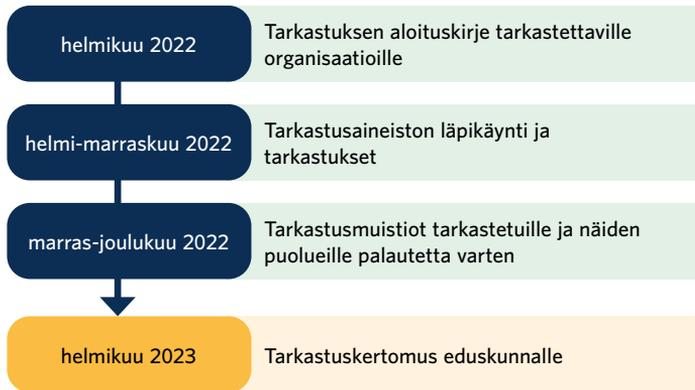 helmikuu 2022
Tarkastuksen aloituskirje tarkastettaville
organisaatioille
helmi-marraskuu 2022
Tarkastusaineiston läpikäynti ja
tarkastukset
marras-joulukuu 2022
Tarkastusmuistiot tarkastetuille ja näiden
puolueille palautetta varten
helmikuu 2023
Tarkastuskertomus eduskunnalle